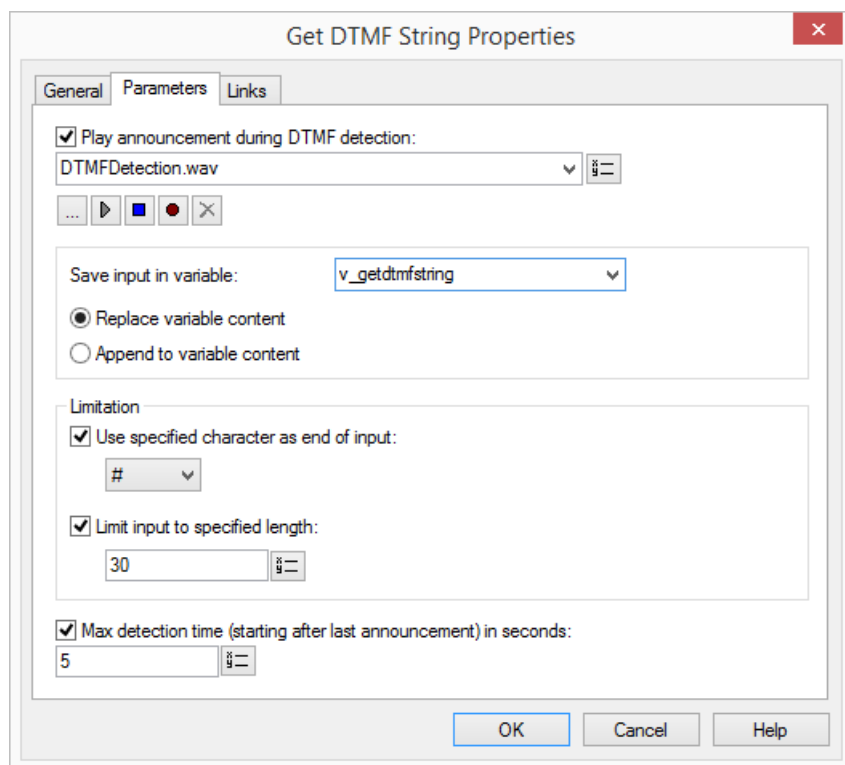 Get DTMF String Properties
General Parameters Links
Play announcement during DTMF detection:
DTMFDetection.wav
...
Save input in variable: v_getdtmfstring
Replace variable content
Append to variable content
Limitation
Use specified character as end of input:
#
Limit input to specified length:
30
Max detection time (starting after last announcement) in seconds:
5
OK Cancel Help